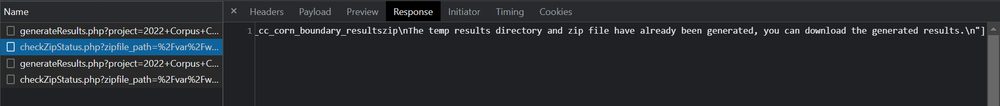 Name
× Headers Payload Preview Response Initiator Timing Cookies
generateResults.php?project=2022+Corpus+C...
checkZipStatus.php?zipfile_path=%2Fvar%2Fw...
generateResults.php?project=2022+Corpus+C...
checkZipStatus.php?zipfile_path=%2Fvar%2Fw...
1 _cc_corn_boundary_resultszip\nThe temp results directory and zip file have already been generated, you can download the generated results.\n"]